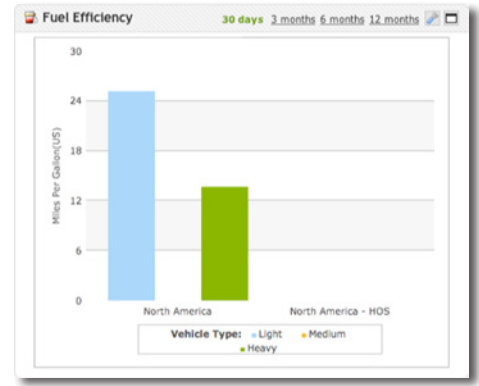 Fuel Efficiency 30 days 3 months 6 months 12 months
30
24
18
12
6
0
Miles Per Gallon(US)
North America North America - HOS
Vehicle Type: Light Medium
Heavy